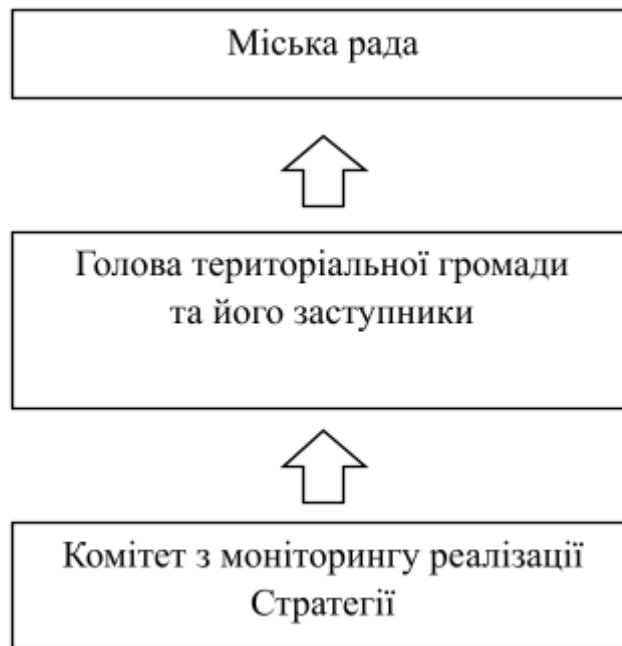 Міська рада
Голова територіальної громади
та його заступники
Комітет з моніторингу реалізації
Стратегії